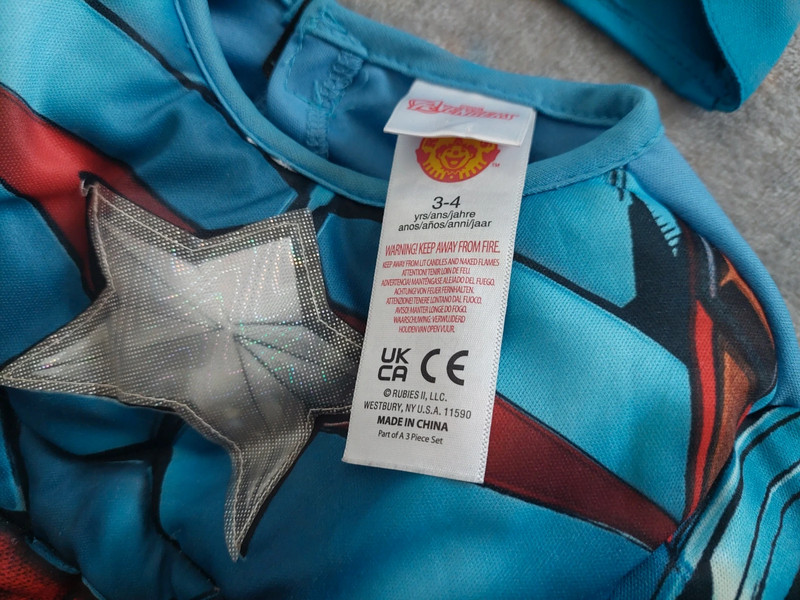 TM
3-4
yrs/ans/jahre
anos/años/anni/jaar
WARNING! KEEP AWAY FROM FIRE.
KEEP AWAY FROM LIT CANDLES AND NAKED FLAMES
ATTENTION! TENIR LOIN DE FEU.
ADVERTENCIA! MANTÉNGASE ALEJADO DEL FUEGO.
ACHTUNG! VON FEUER FERNHALTEN.
ATTENZIONE! TENERE LONTANO DAL FUOCO.
AVISO! MANTER LONGE DO FOGO.
WAARSCHUWING: VERWIJDERD
HOUDEN VAN OPEN VUUR.
UK
CA CE
© RUBIES II, LLC.
WESTBURY, NY U.S.A. 11590
MADE IN CHINA
Part of A 3 Piece Set